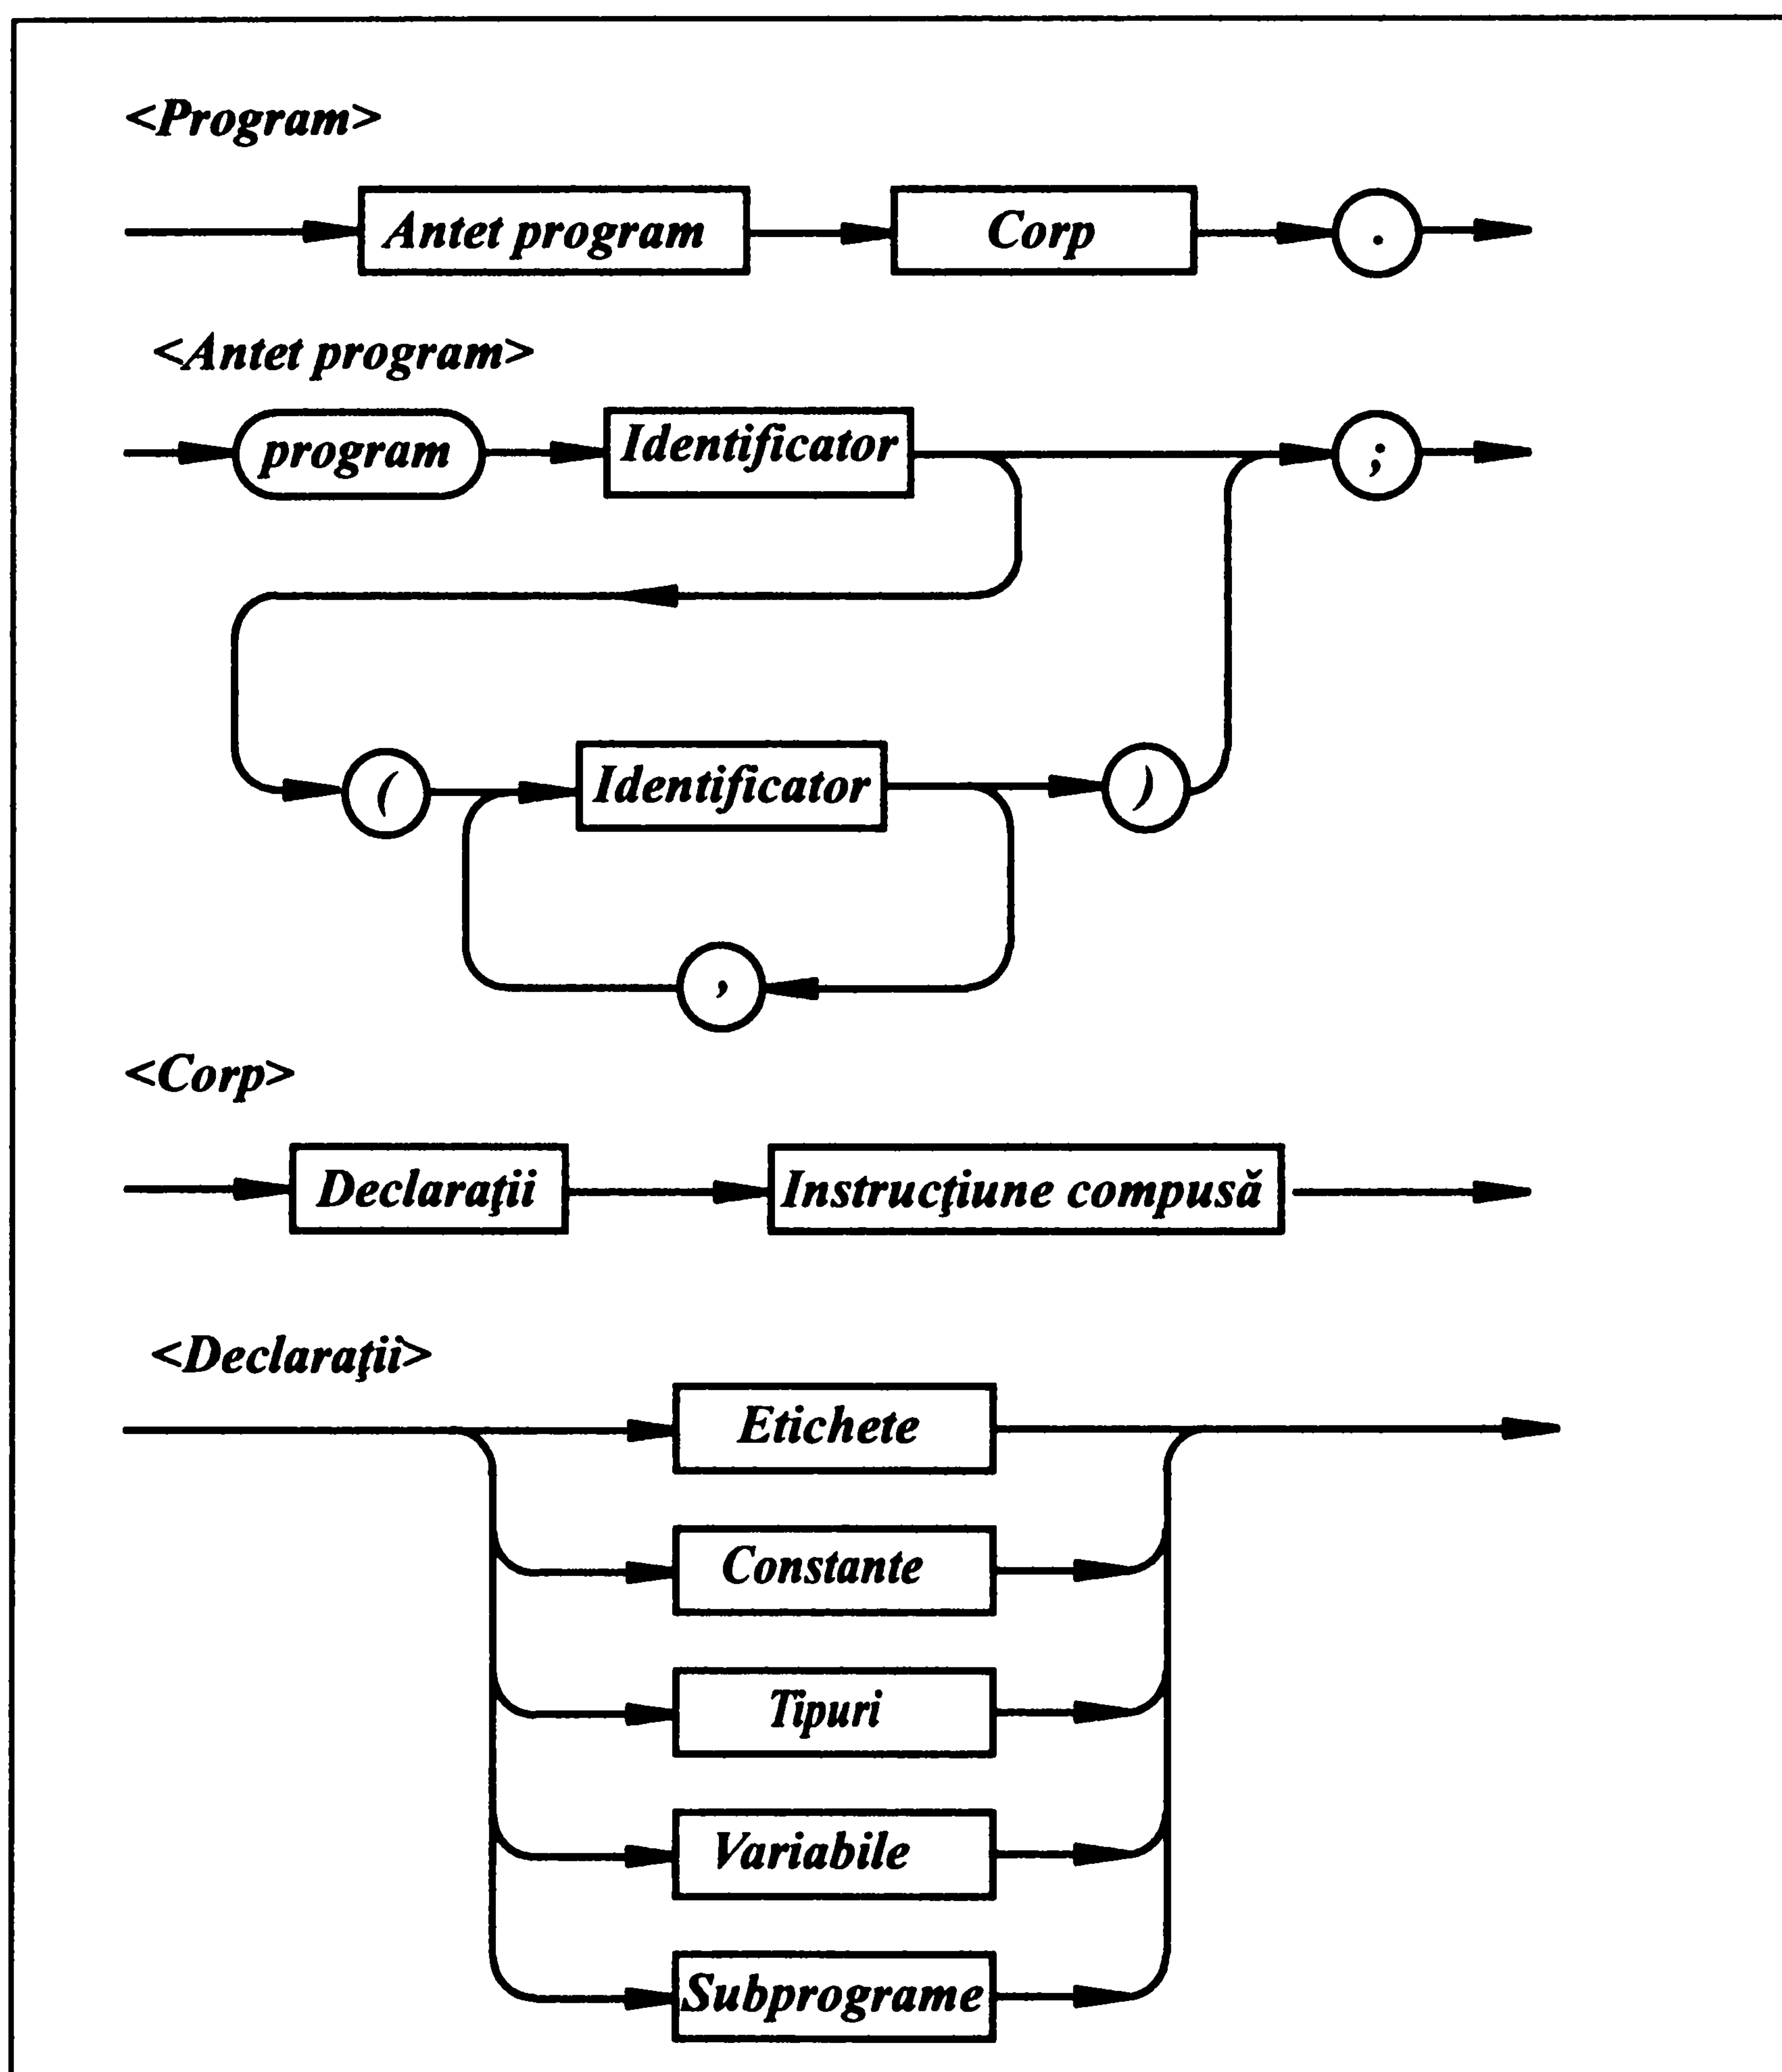 <Program>
Antet program Corp .
<Antet program>
program Identificator ;
( Identificator )
,
<Corp>
Declaraţii Instrucţiune compusă
<Declaraţii>
Etichete
Constante
Tipuri
Variabile
Subprograme